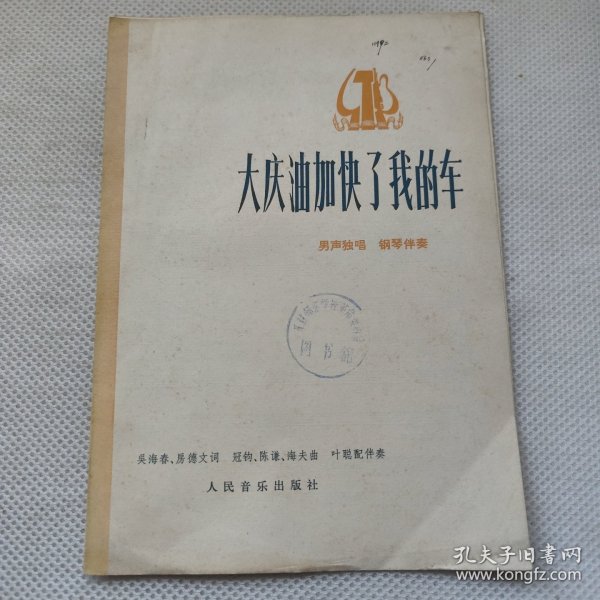 大庆油加快了我的车
男声独唱 钢琴伴奏
图书馆
吴海春、房德文词 冠钧、陈谦、海夫曲 叶聪配伴奏
人民音乐出版社
孔夫子旧书网
www.kongfz.com